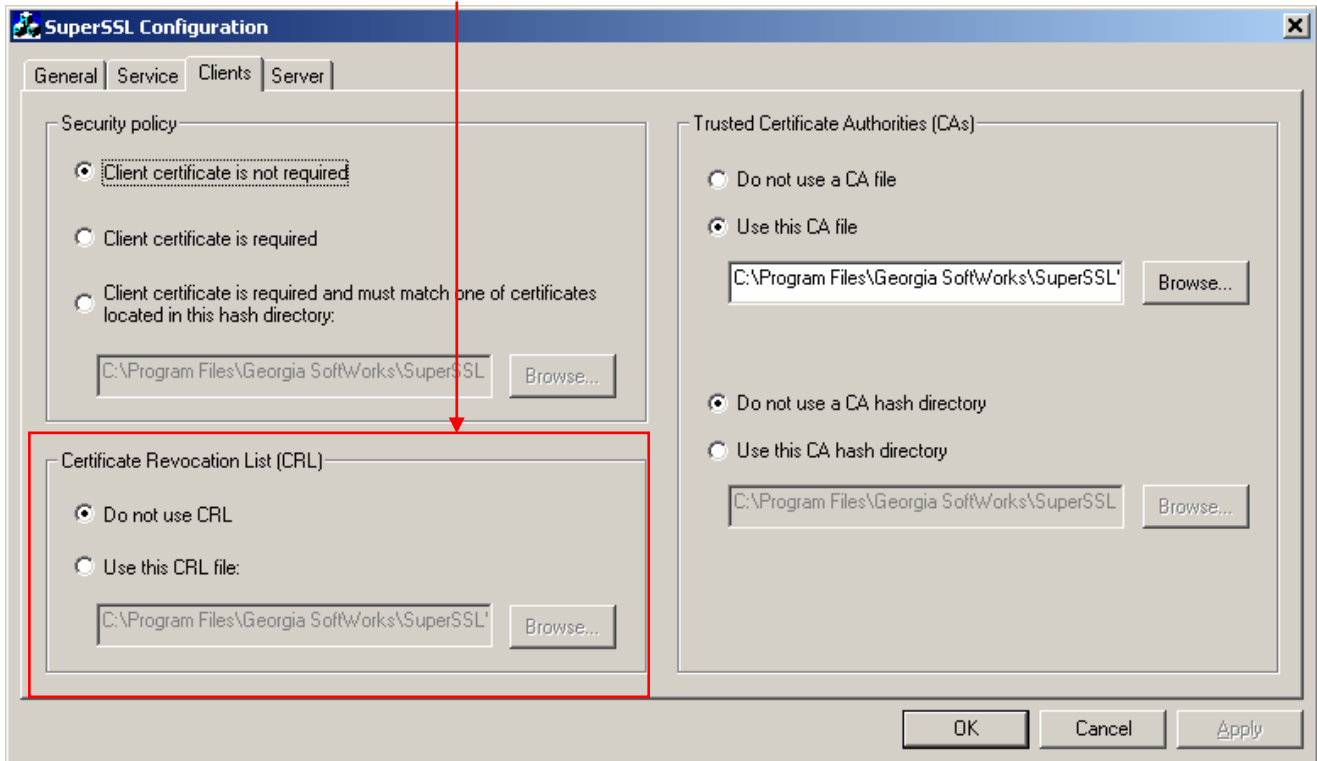 SuperSSL Configuration
General
Service
Clients
Server
Security policy
Client certificate is not required
Client certificate is required
Client certificate is required and must match one of certificates
located in this hash directory:
C:\Program Files\Georgia SoftWorks\SuperSSL
Browse...
Certificate Revocation List (CRL)
Do not use CRL
Use this CRL file:
C:\Program Files\Georgia SoftWorks\SuperSSL'
Browse...
Trusted Certificate Authorities (CAs)
Do not use a CA file
Use this CA file
C:\Program Files\Georgia SoftWorks\SuperSSL'
Browse...
Do not use a CA hash directory
Use this CA hash directory
C:\Program Files\Georgia SoftWorks\SuperSSL
Browse...
OK
Cancel
Apply